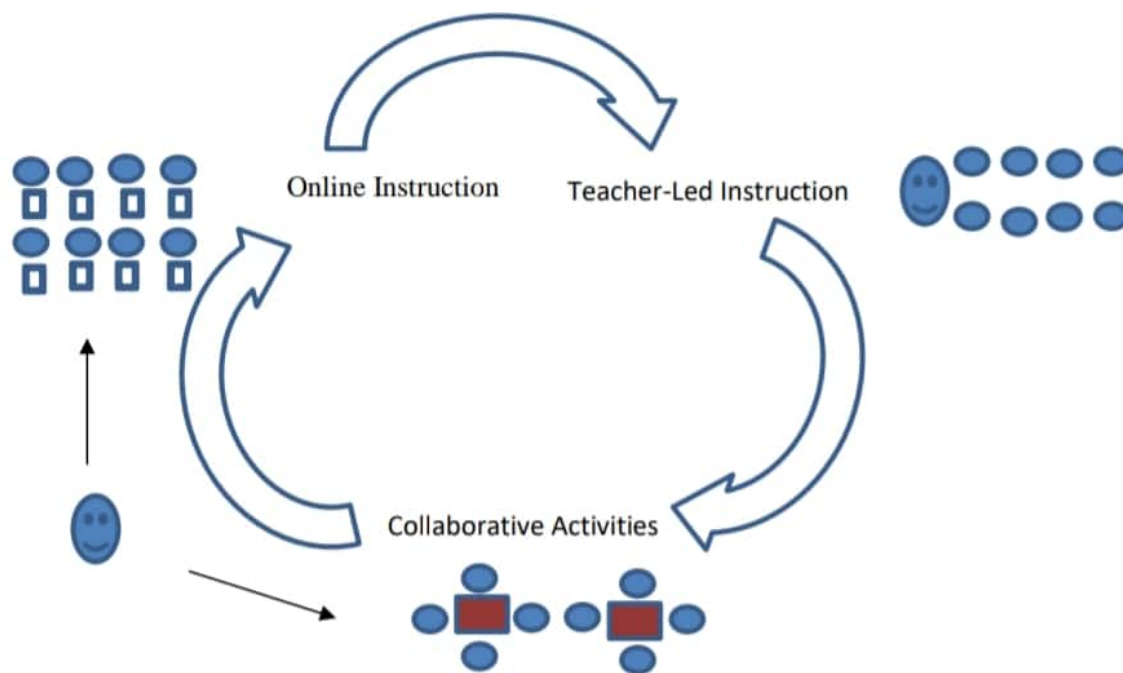 Online Instruction
Teacher-Led Instruction
Collaborative Activities